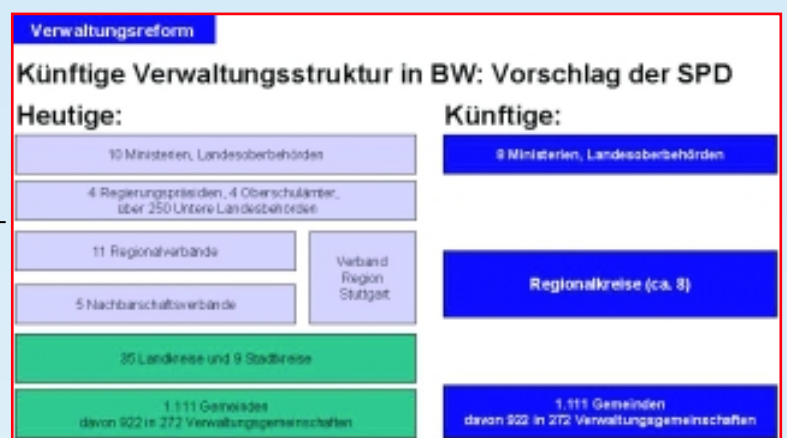 Verwaltungsreform
Künftige Verwaltungsstruktur in BW: Vorschlag der SPD
Heutige:
10 Ministerien, Landesoberbehörden
4 Regierungspräsidien, 4 Oberschulämter,
über 250 Untere Landesbehörden
11 Regionalverbände
5 Nachbarschaftsverbände
Verband
Region
Stuttgart
35 Landkreise und 9 Stadtkreise
1.111 Gemeinden
davon 922 in 272 Verwaltungsgemeinschaften
Künftige:
8 Ministerien, Landesoberbehörden
Regionalkreise (ca. 8)
1.111 Gemeinden
davon 922 in 272 Verwaltungsgemeinschaften